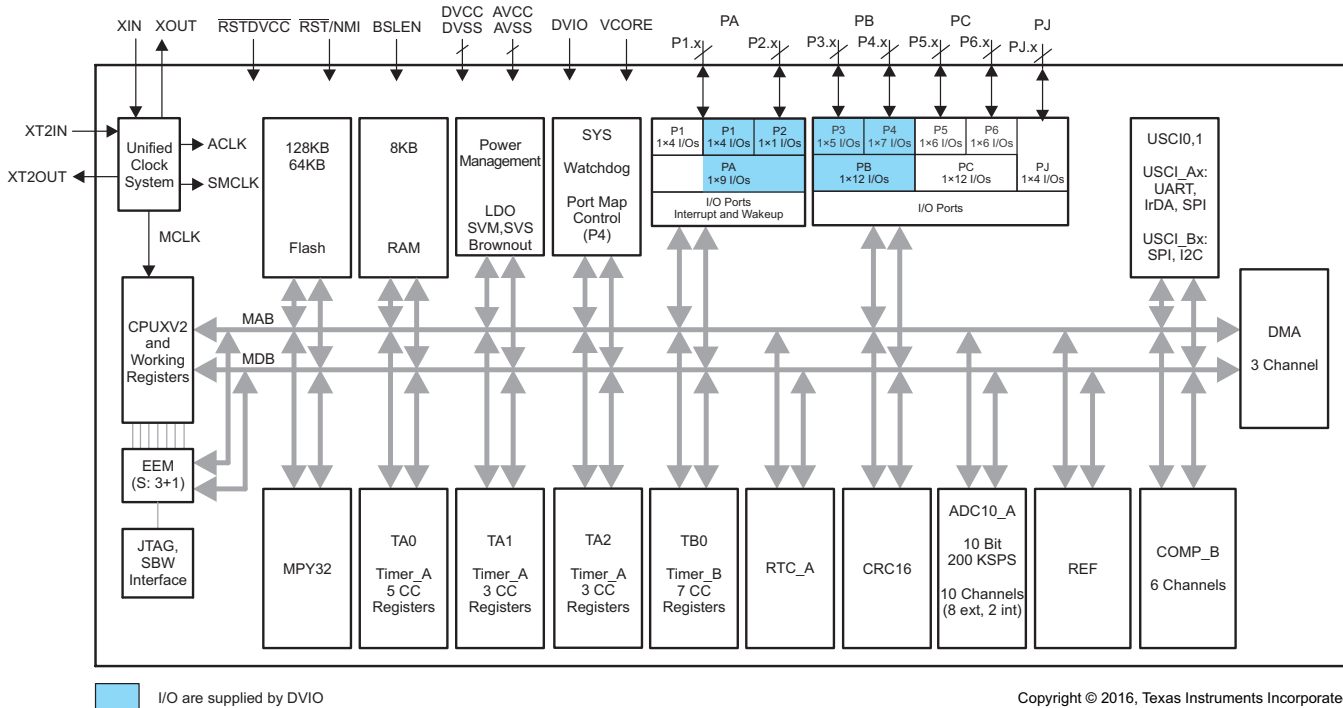 XIN XOUT RSTDVCC RST/NMI BSLEN DVCC AVCC DVIO VCORE PA PB PC PJ
DVSS AVSS
P1.x P2.x P3.x P4.x P5.x P6.x PJ.x
XT2IN
XT2OUT
Unified
Clock
System
ACLK
SMCLK
MCLK
128KB
64KB
Flash
8KB
RAM
Power
Management
LDO
SVM,SVS
Brownout
SYS
Watchdog
Port Map
Control
(P4)
P1
1×4 I/Os
P1
1×4 I/Os
P2
1×1 I/Os
PA
1×9 I/Os
I/O Ports
Interrupt and Wakeup
P3
1×5 I/Os
P4
1×7 I/Os
P5
1×6 I/Os
P6
1×6 I/Os
PB
1×12 I/Os
PC
1×12 I/Os
PJ
1×4 I/Os
I/O Ports
USCI0,1
USCI_Ax:
UART,
IrDA, SPI
USCI_Bx:
SPI, I2C
CPUXV2
and
Working
Registers
MAB
MDB
DMA
3 Channel
EEM
(S: 3+1)
JTAG,
SBW
Interface
MPY32
TA0
Timer_A
5 CC
Registers
TA1
Timer_A
3 CC
Registers
TA2
Timer_A
3 CC
Registers
TB0
Timer_B
7 CC
Registers
RTC_A
CRC16
ADC10_A
10 Bit
200 KSPS
10 Channels
(8 ext, 2 int)
REF
COMP_B
6 Channels
I/O are supplied by DVIO
Copyright © 2016, Texas Instruments Incorporate